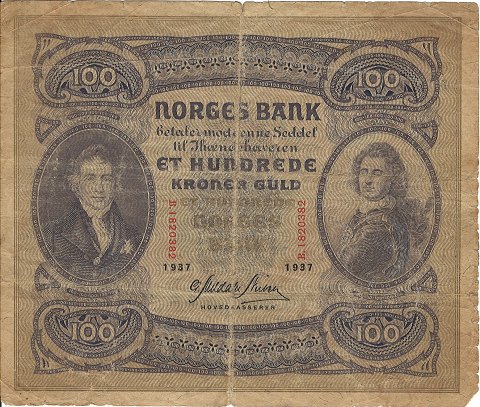 100 100
NORGES BANK
betaler mod denne Seddel
til Ihændehaveren
ET HUNDREDE
KRONER GULD
B.1820382
B.1820382
1937 1937
HOVEDKASSERER
100 100